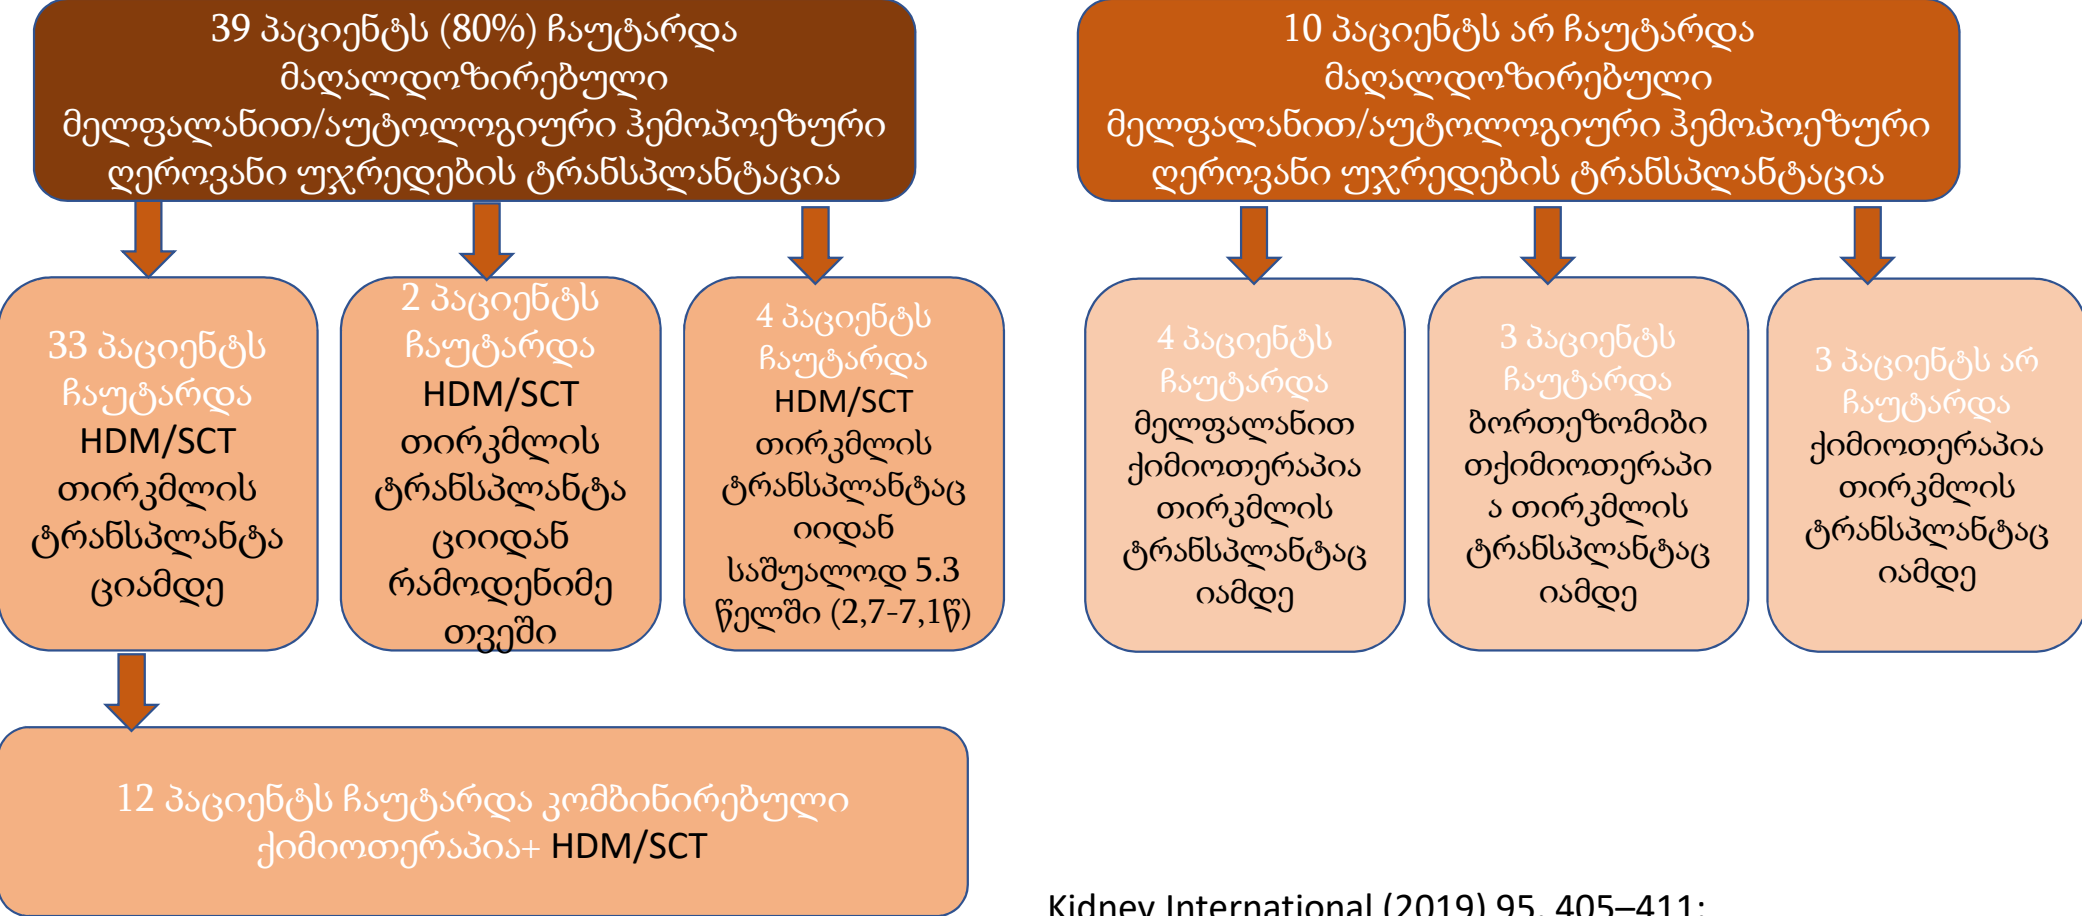 39 პაციენტს (80%) ჩაუტარდა
მაღალდოზირებული
მელფალანით/აუტოლოგიური ჰემოპოეზური
ღეროვანი უჯრედების ტრანსპლანტაცია
10 პაციენტს არ ჩაუტარდა
მაღალდოზირებული
მელფალანით/აუტოლოგიური ჰემოპოეზური
ღეროვანი უჯრედების ტრანსპლანტაცია
33 პაციენტს
ჩაუტარდა
HDM/SCT
თირკმლის
ტრანსპლანტა
ციამდე
2 პაციენტს
ჩაუტარდა
HDM/SCT
თირკმლის
ტრანსპლანტა
ციიდან
რამოდენიმე
თვეში
4 პაციენტს
ჩაუტარდა
HDM/SCT
თირკმლის
ტრანსპლანტაც
იიდან
საშუალოდ 5.3
წელში (2,7-7,1წ)
4 პაციენტს
ჩაუტარდა
მელფალანით
ქიმიოთერაპია
თირკმლის
ტრანსპლანტაც
იამდე
3 პაციენტს
ჩაუტარდა
ბორთეზომიბი
თქიმიოთერაპი
ა თირკმლის
ტრანსპლანტაც
იამდე
3 პაციენტს არ
ჩაუტარდა
ქიმიოთერაპია
თირკმლის
ტრანსპლანტაც
იამდე
12 პაციენტს ჩაუტარდა კომბინირებული
ქიმიოთერაპია+ HDM/SCT
Kidney International (2019) 95, 405–411;